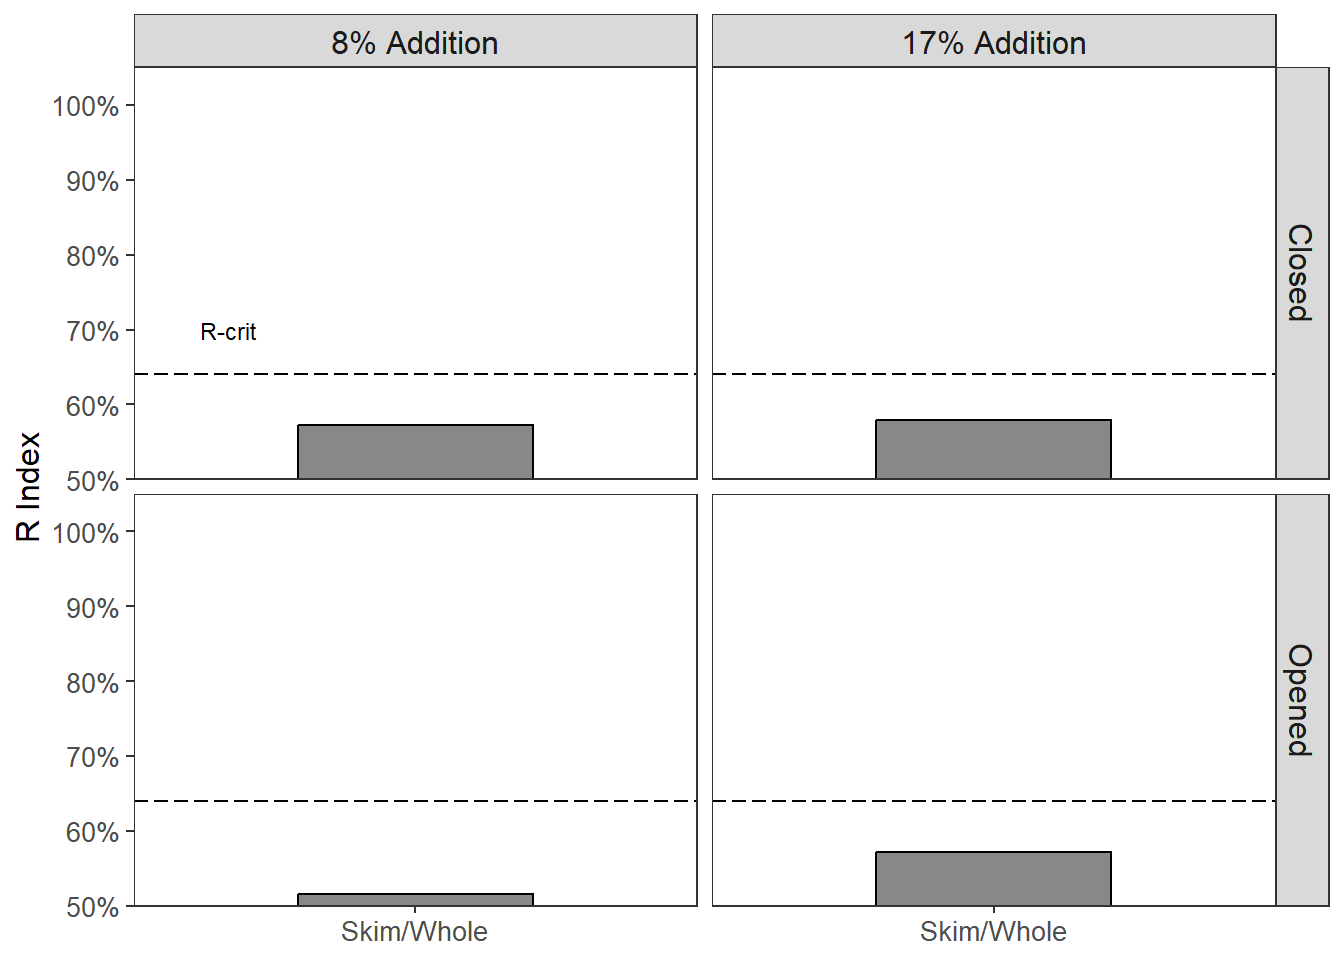 8% Addition
17% Addition
100%
90%
80%
70%
60%
50%
R-crit
Closed
R Index
100%
90%
80%
70%
60%
50%
Opened
Skim/Whole
Skim/Whole